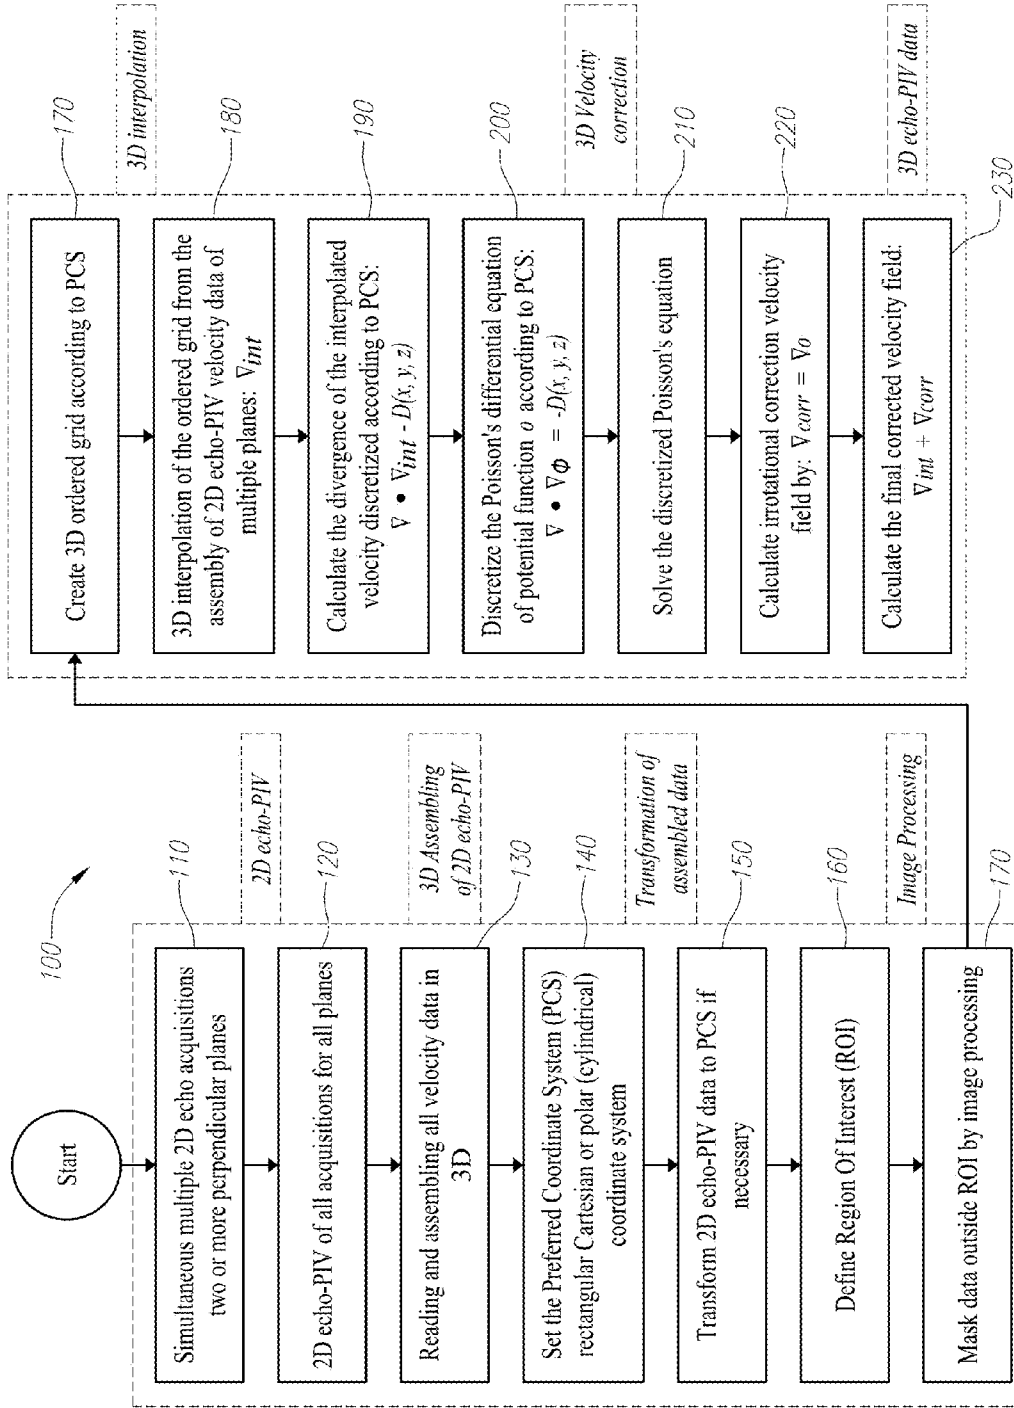 100
Start
Simultaneous multiple 2D echo acquisitions
two or more perpendicular planes
110
2D echo-PIV
2D echo-PIV of all acquisitions for all planes
120
3D Assembling
of 2D echo-PIV
Reading and assembling all velocity data in
3D
130
Set the Preferred Coordinate System (PCS)
rectangular Cartesian or polar (cylindrical)
coordinate system
140
Transformation of
assembled data
Transform 2D echo-PIV data to PCS if
necessary
150
Define Region Of Interest (ROI)
160
Image Processing
Mask data outside ROI by image processing
170
Create 3D ordered grid according to PCS
170
3D interpolation
3D interpolation of the ordered grid from the
assembly of 2D echo-PIV velocity data of
multiple planes: ∇int
180
Calculate the divergence of the interpolated
velocity discretized according to PCS:
∇ • ∇int - D(x, y, z)
190
Discretize the Poisson's differential equation
of potential function o according to PCS:
∇ • ∇Φ = -D(x, y, z)
200
3D Velocity
correction
Solve the discretized Poisson's equation
210
Calculate irrotational correction velocity
field by: ∇corr = ∇o
220
3D echo-PIV data
Calculate the final corrected velocity field:
∇int + ∇corr
230